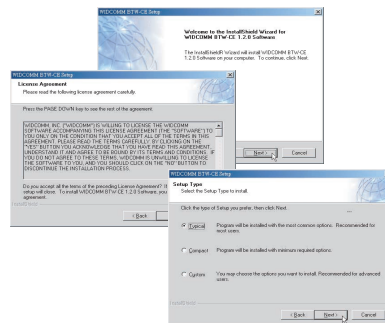 WIDCOMM BTW-CE Setup
Welcome to the InstallShield Wizard for
WIDCOMM BTW-CE 1.2.0 Software
The InstallShieldR Wizard will install WIDCOMM BTW-CE
1.2.0 Software on your computer. To continue, click Next.
Next >
Cancel
WIDCOMM BTW-CE Setup
License Agreement
Please read the following license agreement carefully.
Press the PAGE DOWN key to see the rest of the agreement.
WIDCOMM, INC. ("WIDCOMM") IS WILLING TO LICENSE THE WIDCOMM
SOFTWARE ACCOMPANYING THIS LICENSE AGREEMENT (THE "SOFTWARE") TO
YOU ONLY ON THE CONDITION THAT YOU ACCEPT ALL OF THE TERMS IN THIS
AGREEMENT. PLEASE READ THE TERMS CAREFULLY. BY CLICKING ON THE
"YES" BUTTON YOU ACKNOWLEDGE THAT YOU HAVE READ THIS AGREEMENT,
UNDERSTAND IT AND AGREE TO BE BOUND BY ITS TERMS AND CONDITIONS. IF
YOU DO NOT AGREE TO THESE TERMS, WIDCOMM IS UNWILLING TO LICENSE
THE SOFTWARE TO YOU, AND YOU SHOULD CLICK ON THE "NO" BUTTON TO
DISCONTINUE THE INSTALLATION PROCESS.
Do you accept all the terms of the preceding License Agreement? If
setup will close. To install WIDCOMM BTW-CE 1.2.0 Software, you
agreement.
InstallShield
< Back
WIDCOMM BTW-CE Setup
Setup Type
Select the Setup Type to install.
Click the type of Setup you prefer, then click Next.
Typical Program will be installed with the most common options. Recommended for
most users.
Compact Program will be installed with minimum required options.
Custom You may choose the options you want to install. Recommended for advanced
users.
InstallShield
< Back
Next >
Cancel